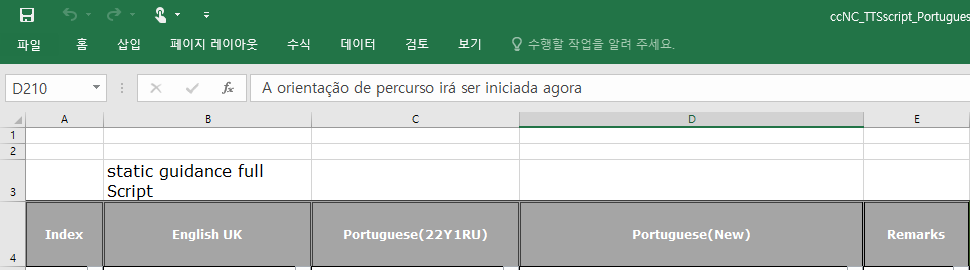 ccNC_TTSscript_Portugues
파일 홈 삽입 페이지 레이아웃 수식 데이터 검토 보기 수행할 작업을 알려 주세요.
D210 fx A orientação de percurso irá ser iniciada agora
A B C D E
1
2
3 static guidance full
Script
4 Index English UK Portuguese(22Y1RU) Portuguese(New) Remarks